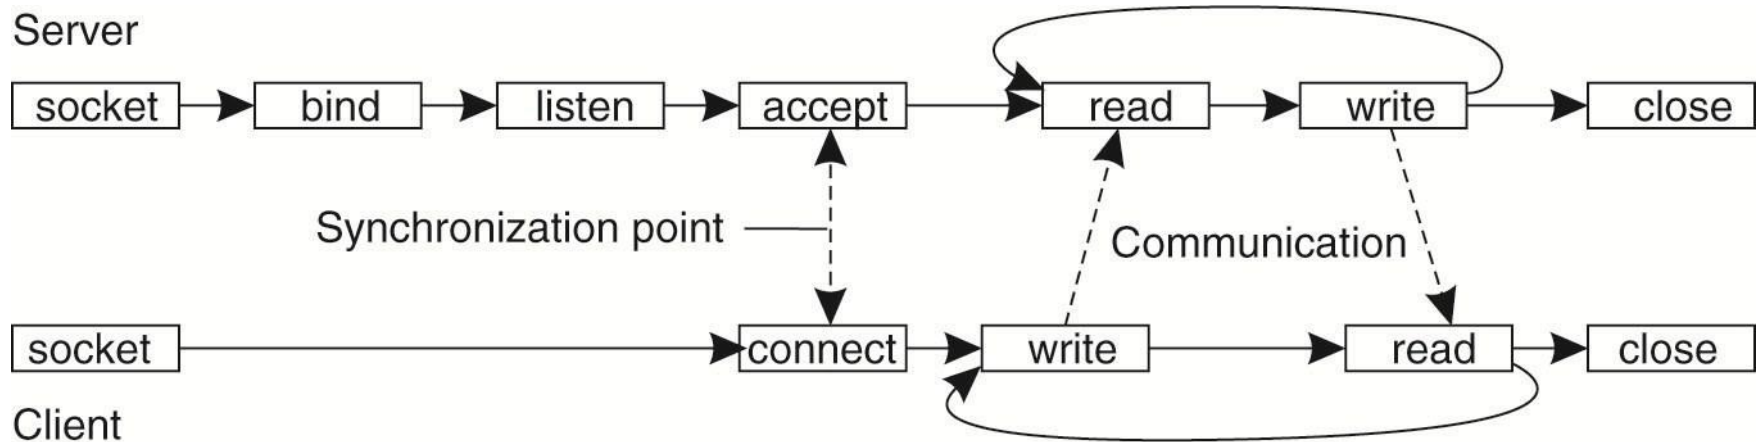 Server
socket bind listen accept read write close
Synchronization point
Communication
socket connect write read close
Client